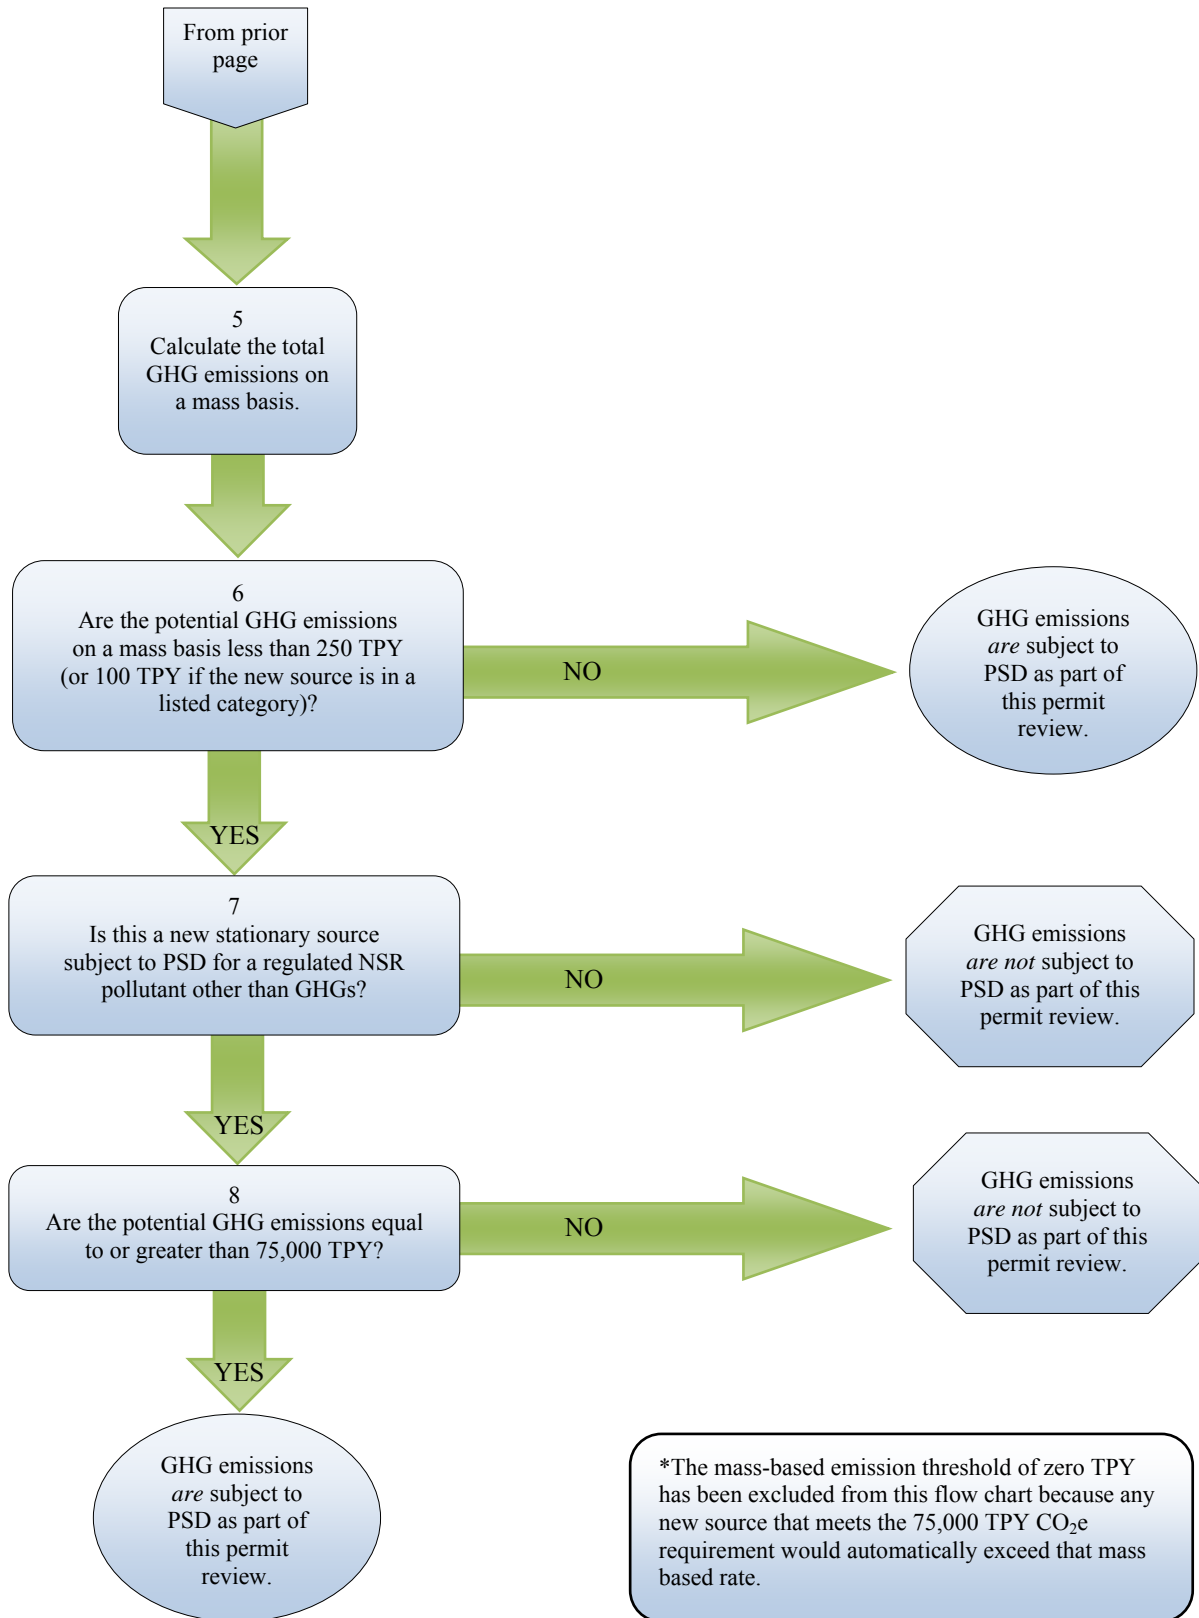 From prior
page
5
Calculate the total
GHG emissions on
a mass basis.
6
Are the potential GHG emissions
on a mass basis less than 250 TPY
(or 100 TPY if the new source is in a
listed category)?
NO
GHG emissions
are subject to
PSD as part of
this permit
review.
YES
7
Is this a new stationary source
subject to PSD for a regulated NSR
pollutant other than GHGs?
NO
GHG emissions
are not subject to
PSD as part of this
permit review.
YES
8
Are the potential GHG emissions equal
to or greater than 75,000 TPY?
NO
GHG emissions
are not subject to
PSD as part of this
permit review.
YES
GHG emissions
are subject to
PSD as part of
this permit
review.
*The mass-based emission threshold of zero TPY
has been excluded from this flow chart because any
new source that meets the 75,000 TPY CO₂e
requirement would automatically exceed that mass
based rate.